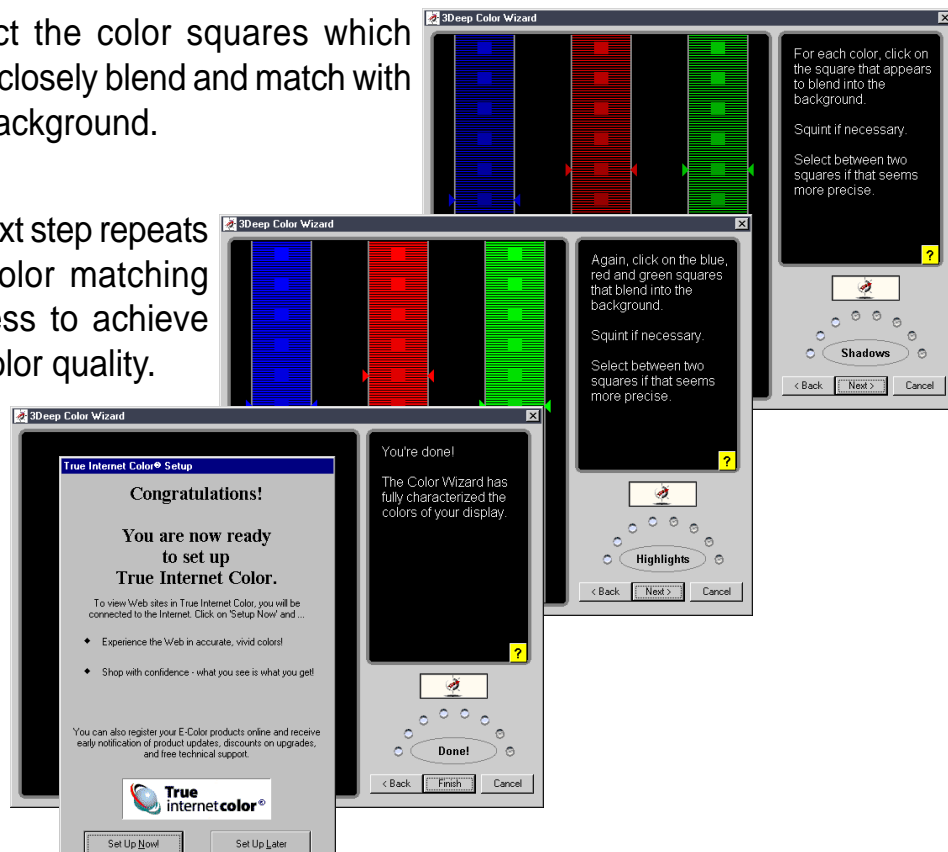 ct the color squares which
closely blend and match with
ackground.
xt step repeats
olor matching
ess to achieve
olor quality.
3Deep Color Wizard
For each color, click on
the square that appears
to blend into the
background.
Squint if necessary.
Select between two
squares if that seems
more precise.
?
Shadows
< Back
Next >
Cancel
3Deep Color Wizard
Again, click on the blue,
red and green squares
that blend into the
background.
Squint if necessary.
Select between two
squares if that seems
more precise.
?
Highlights
< Back
Next >
Cancel
3Deep Color Wizard
True Internet Color® Setup
Congratulations!
You are now ready
to set up
True Internet Color.
To view Web sites in True Internet Color, you will be
connected to the Internet. Click on 'Setup Now' and ...
◆ Experience the Web in accurate, vivid colors!
◆ Shop with confidence - what you see is what you get!
You can also register your E-Color products online and receive
early notification of product updates, discounts on upgrades,
and free technical support.
True
internetcolor®
Set Up Now!
Set Up Later
You're done!
The Color Wizard has
fully characterized the
colors of your display.
?
Done!
< Back
Finish
Cancel